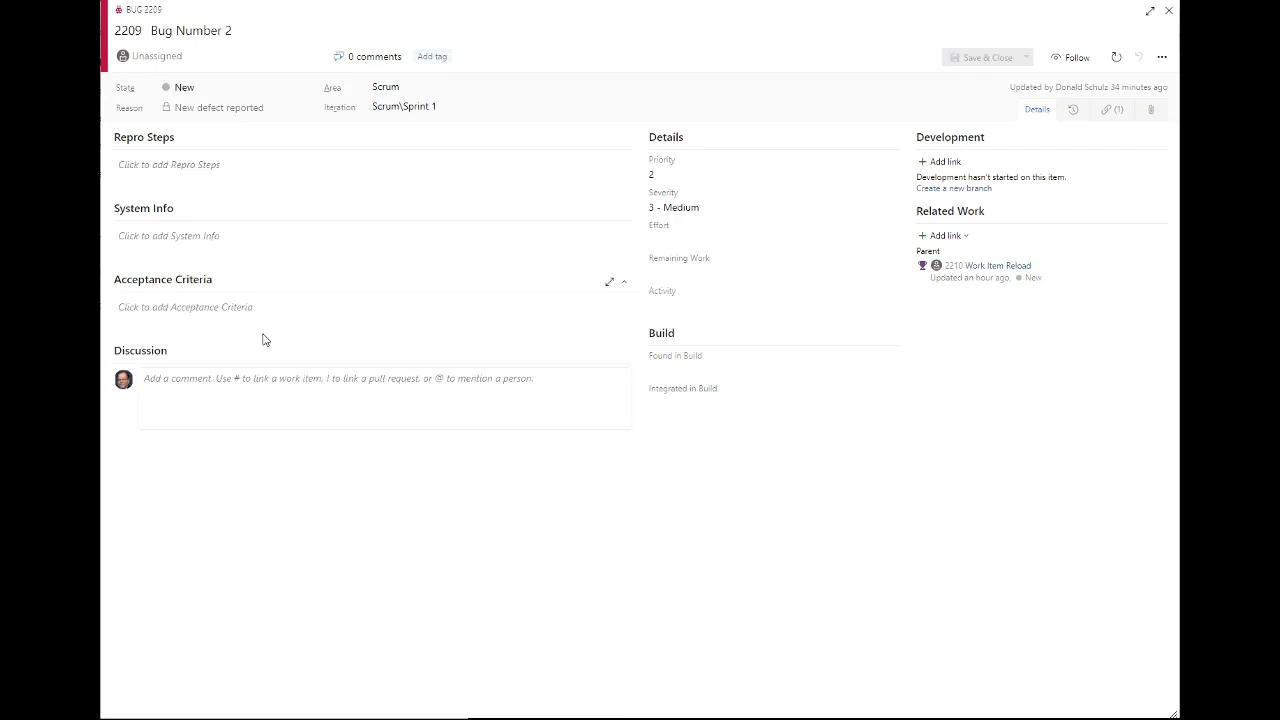 BUG 2209
2209 Bug Number 2
Unassigned
0 comments
Add tag
Save & Close
Follow
State
New
Area
Scrum
Updated by Donald Schulz 34 minutes ago
Reason
New defect reported
Iteration
Scrum\Sprint 1
Details
(1)
Repro Steps
Click to add Repro Steps
System Info
Click to add System Info
Acceptance Criteria
Click to add Acceptance Criteria
Discussion
Add a comment. Use # to link a work item, ! to link a pull request, or @ to mention a person.
Details
Priority
2
Severity
3 - Medium
Effort
Remaining Work
Activity
Build
Found in Build
Integrated in Build
Development
+ Add link
Development hasn't started on this item.
Create a new branch
Related Work
+ Add link
Parent
2210 Work Item Reload
Updated an hour ago, New